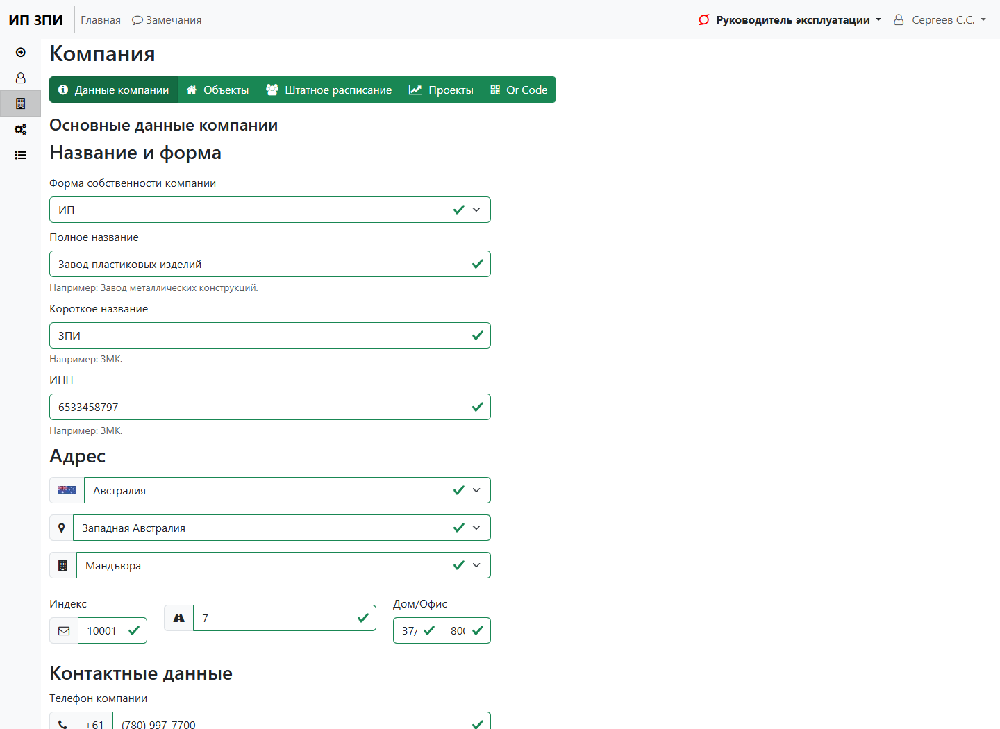 ИП ЗПИ
Главная
Замечания
Руководитель эксплуатации
Сергеев С.С.
Компания
Данные компании
Объекты
Штатное расписание
Проекты
Qr Code
Основные данные компании
Название и форма
Форма собственности компании
ИП
Полное название
Завод пластиковых изделий
Например: Завод металлических конструкций.
Короткое название
ЗПИ
Например: ЗМК.
ИНН
6533458797
Например: ЗМК.
Адрес
Австралия
Западная Австралия
Мандъюра
Индекс
Дом/Офис
10001
7
37/
800
Контактные данные
Телефон компании
+61
(780) 997-7700